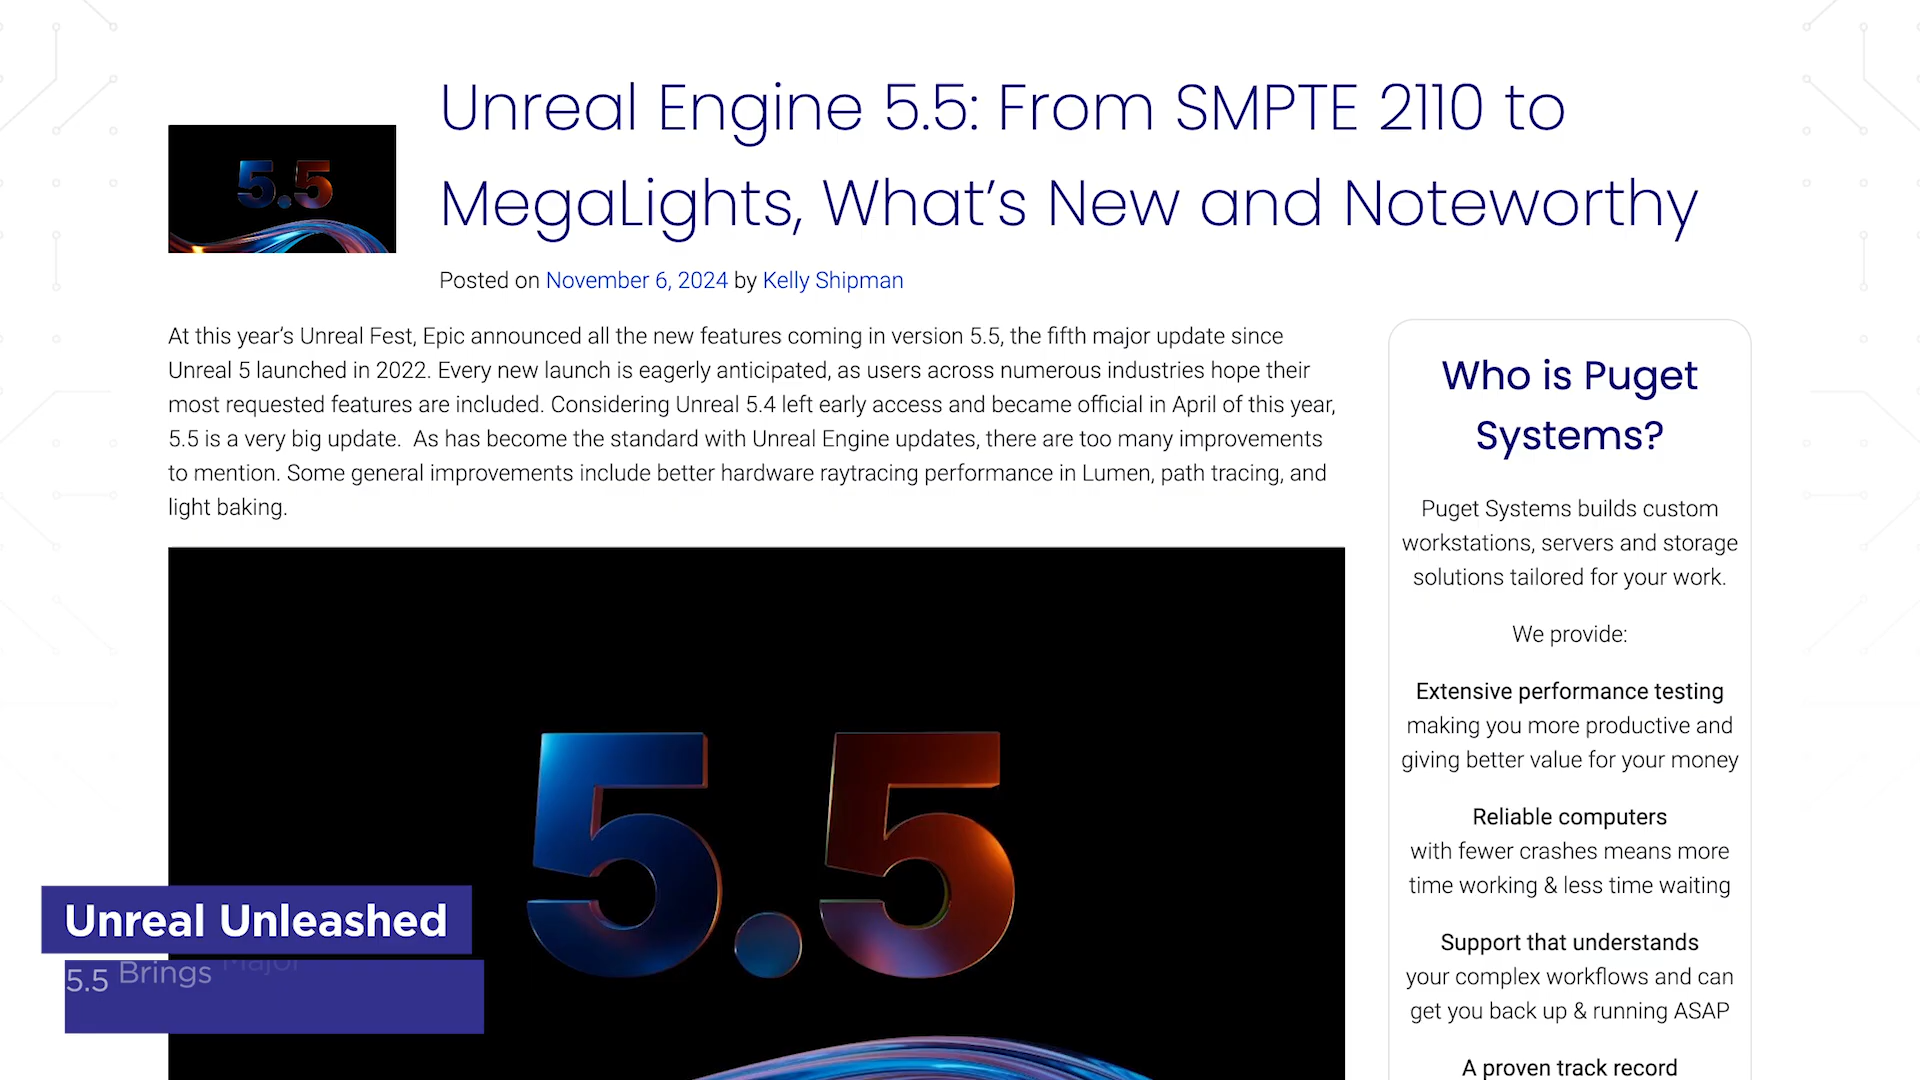 5.5
Unreal Engine 5.5: From SMPTE 2110 to
MegaLights, What’s New and Noteworthy
Posted on November 6, 2024 by Kelly Shipman
At this year’s Unreal Fest, Epic announced all the new features coming in version 5.5, the fifth major update since
Unreal 5 launched in 2022. Every new launch is eagerly anticipated, as users across numerous industries hope their
most requested features are included. Considering Unreal 5.4 left early access and became official in April of this year,
5.5 is a very big update.  As has become the standard with Unreal Engine updates, there are too many improvements
to mention. Some general improvements include better hardware raytracing performance in Lumen, path tracing, and
light baking.
5.5
Who is Puget
Systems?
Puget Systems builds custom
workstations, servers and storage
solutions tailored for your work.
We provide:
Extensive performance testing
making you more productive and
giving better value for your money
Reliable computers
with fewer crashes means more
time working & less time waiting
Support that understands
your complex workflows and can
get you back up & running ASAP
A proven track record
Unreal Unleashed
5.5 Brings Major